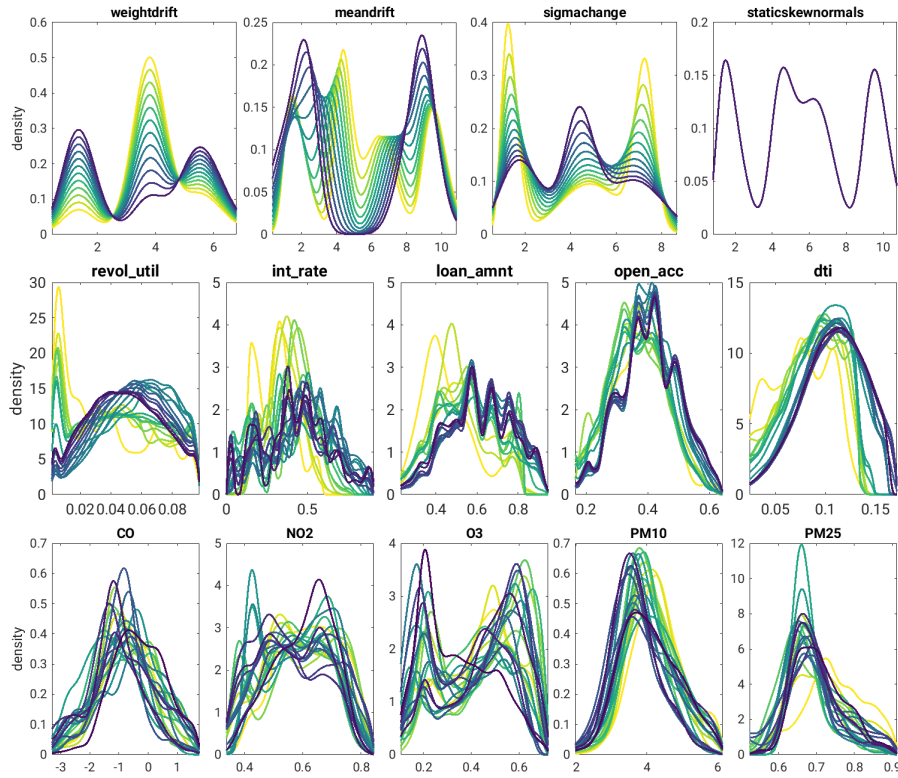 weightdrift meandrift sigmachange staticskewnormals
density
0.6 0.5 0.4 0.3 0.2 0.1 0
2 4 6
0.25 0.2 0.15 0.1 0.05 0
2 4 6 8 10
0.4 0.3 0.2 0.1 0
2 4 6 8
0.2 0.15 0.1 0.05 0
2 4 6 8 10
revol_util int_rate loan_amnt open_acc dti
density
30 25 20 15 10 5 0
0.02 0.04 0.06 0.08
5 4 3 2 1 0
0 0.5
5 4 3 2 1 0
0.4 0.6 0.8
5 4 3 2 1 0
0.2 0.4 0.6
15 10 5 0
0.05 0.1 0.15
CO NO2 O3 PM10 PM25
density
0.7 0.6 0.5 0.4 0.3 0.2 0.1 0
-3 -2 -1 0 1
5 4 3 2 1 0
0.4 0.6 0.8
4 3 2 1 0
0.2 0.4 0.6
0.7 0.6 0.5 0.4 0.3 0.2 0.1 0
2 4 6
12 10 8 6 4 2 0
0.6 0.7 0.8 0.9